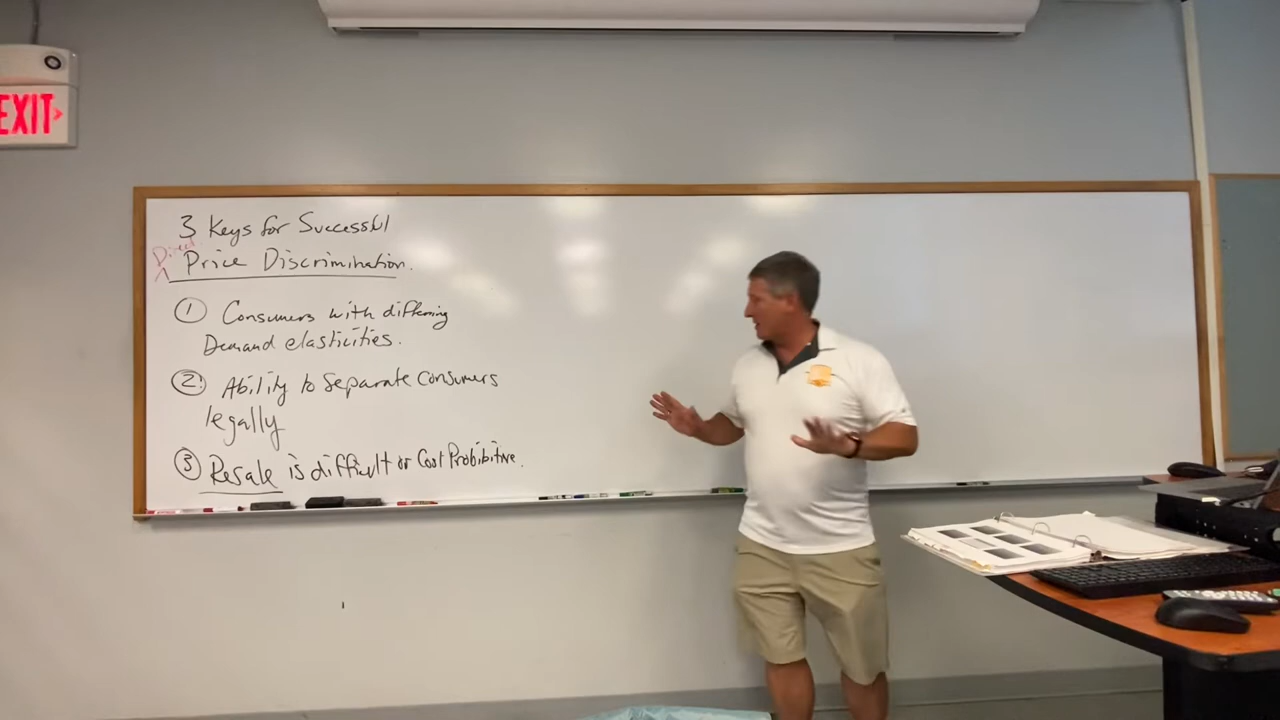 EXIT
3 Keys for Successful
Direct
^ Price Discrimination.
① Consumers with differing
Demand elasticities.
② Ability to Separate Consumers
legally
③ Resale is difficult or Cost Prohibitive.